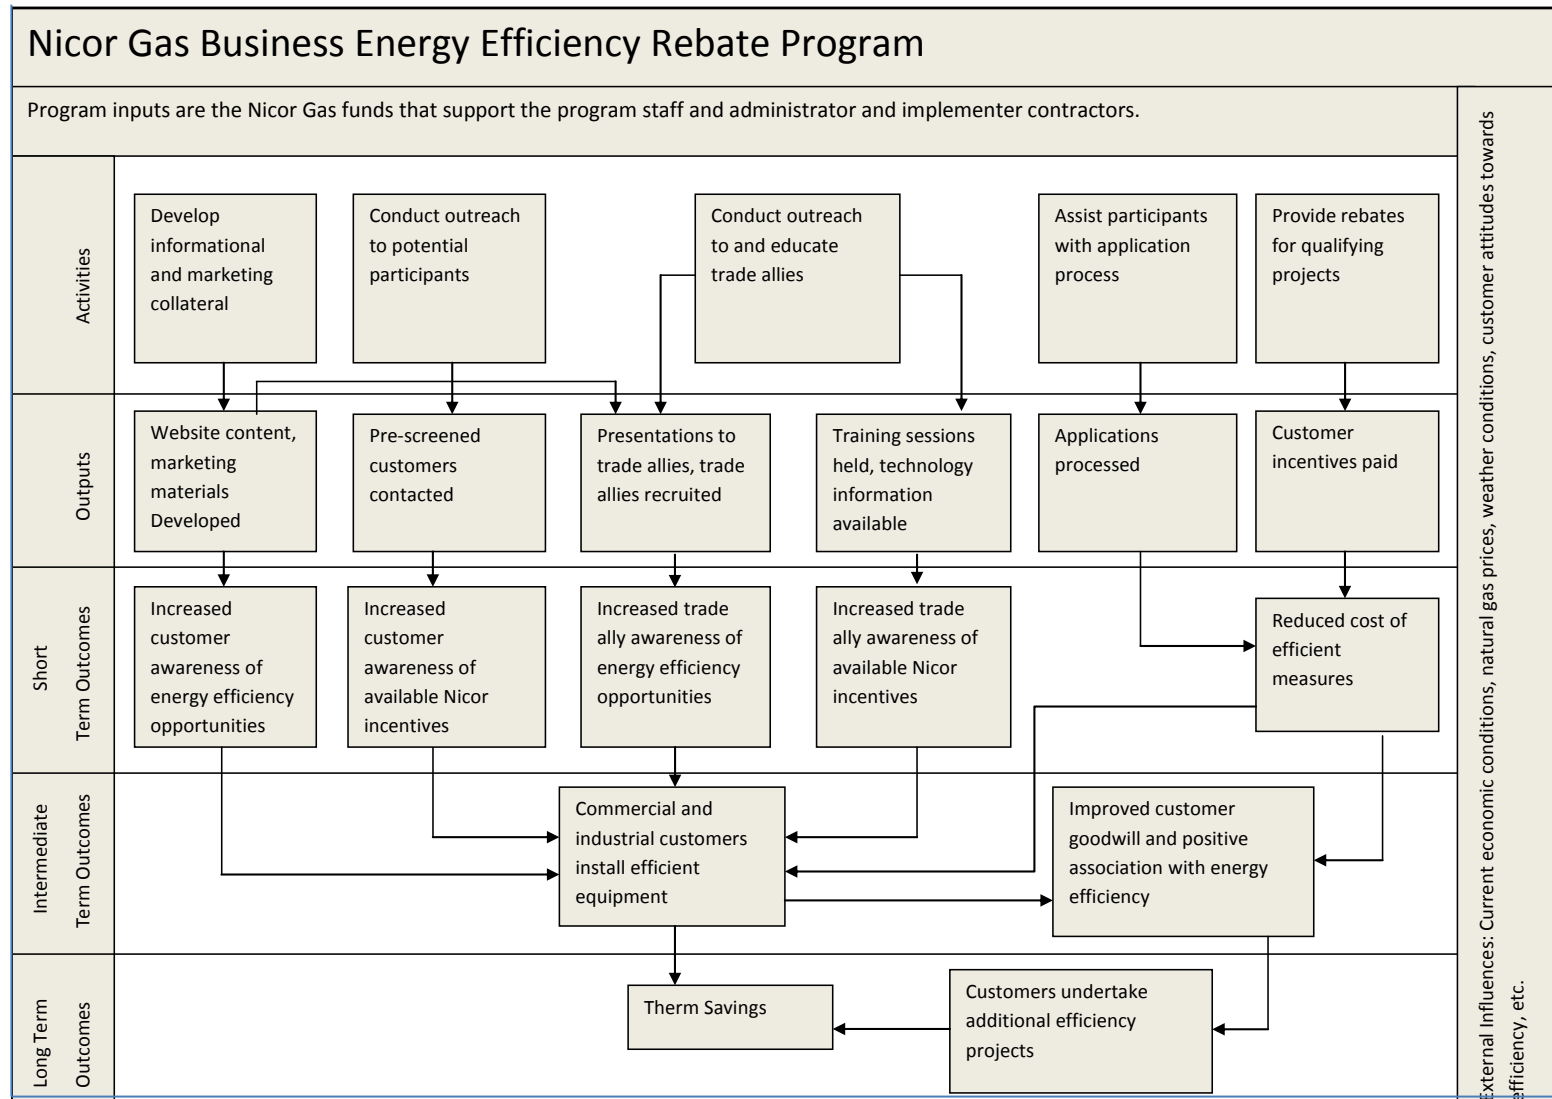 Nicor Gas Business Energy Efficiency Rebate Program
Program inputs are the Nicor Gas funds that support the program staff and administrator and implementer contractors.
Activities
Develop
informational
and marketing
collateral
Conduct outreach
to potential
participants
Conduct outreach
to and educate
trade allies
Assist participants
with application
process
Provide rebates
for qualifying
projects
Outputs
Website content,
marketing
materials
Developed
Pre-screened
customers
contacted
Presentations to
trade allies, trade
allies recruited
Training sessions
held, technology
information
available
Applications
processed
Customer
incentives paid
Short
Term Outcomes
Increased
customer
awareness of
energy efficiency
opportunities
Increased
customer
awareness of
available Nicor
incentives
Increased trade
ally awareness of
energy efficiency
opportunities
Increased trade
ally awareness of
available Nicor
incentives
Reduced cost of
efficient
measures
Intermediate
Term Outcomes
Commercial and
industrial customers
install efficient
equipment
Improved customer
goodwill and positive
association with energy
efficiency
Long Term
Outcomes
Therm Savings
Customers undertake
additional efficiency
projects
External Influences: Current economic conditions, natural gas prices, weather conditions, customer attitudes towards
efficiency, etc.